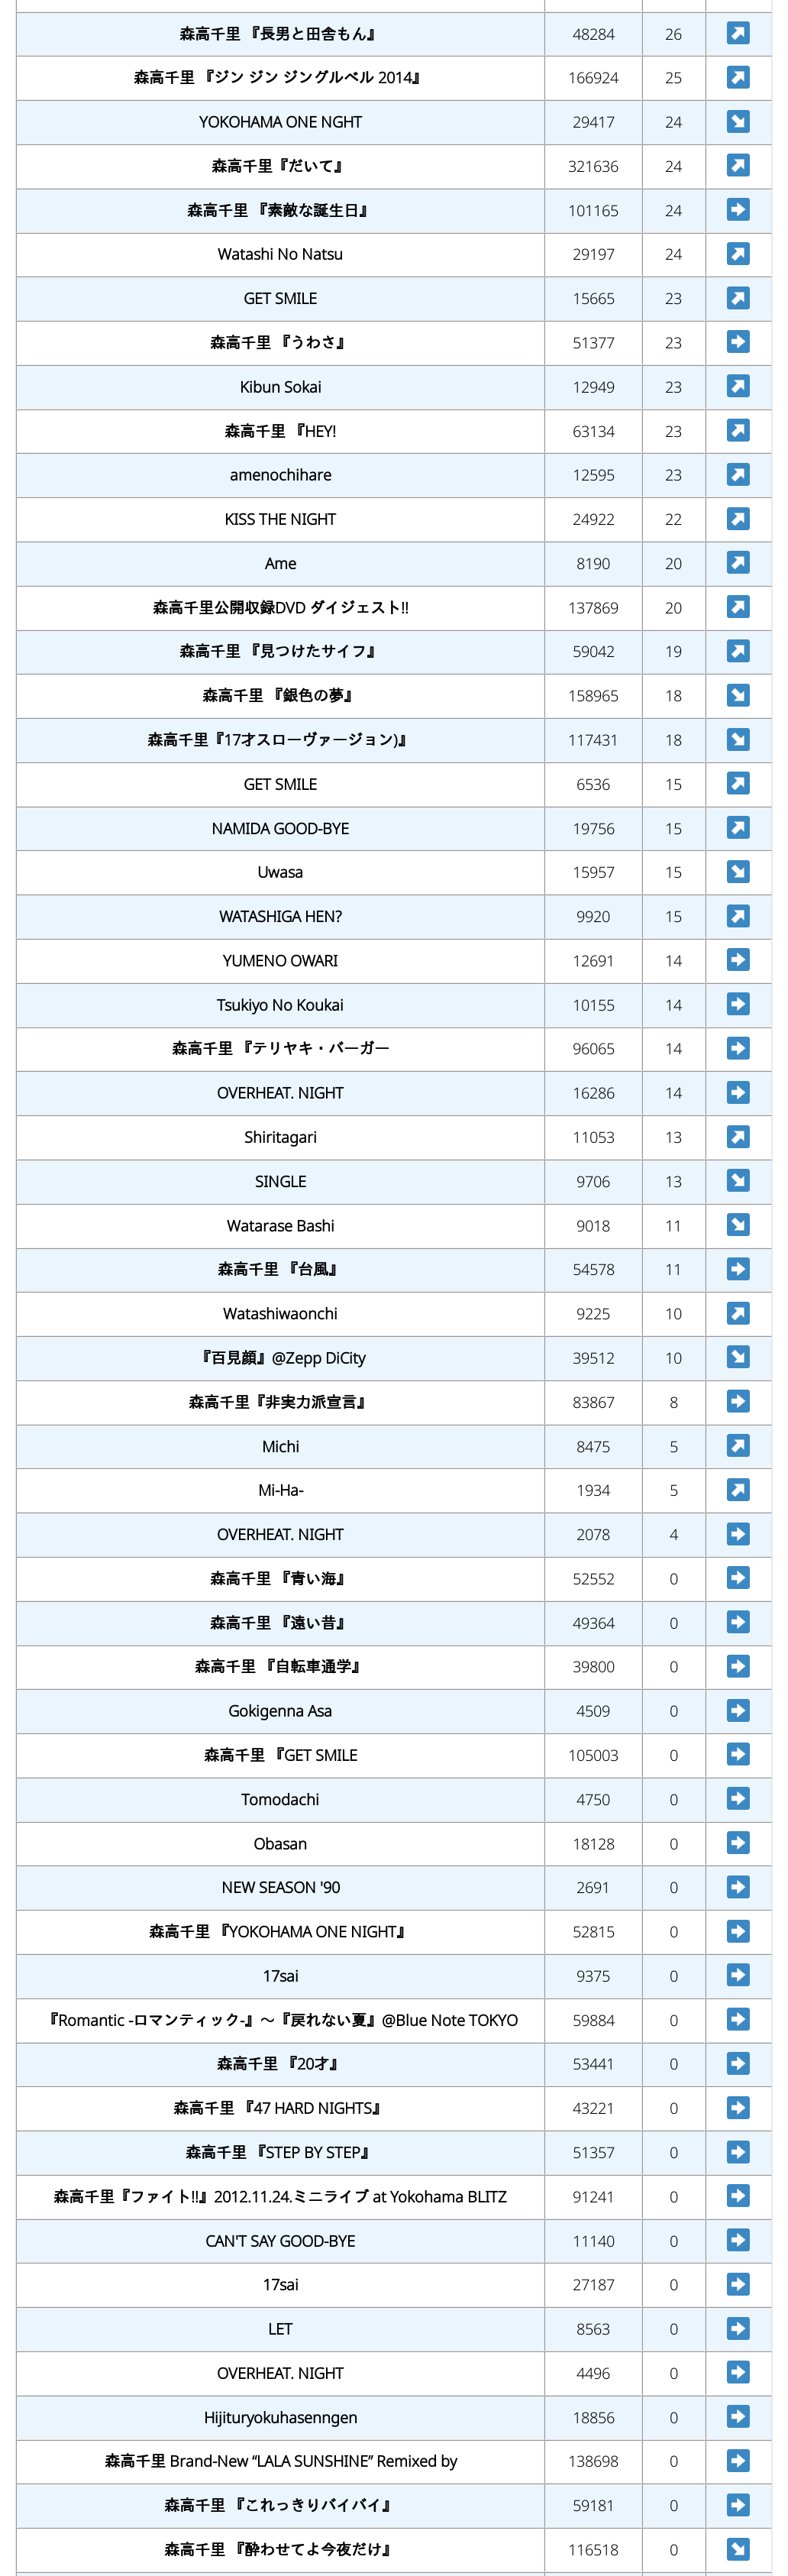 森高千里 『長男と田舎もん』 48284 26
森高千里 『ジン ジン ジングルベル 2014』 166924 25
YOKOHAMA ONE NGHT 29417 24
森高千里『だいて』 321636 24
森高千里 『素敵な誕生日』 101165 24
Watashi No Natsu 29197 24
GET SMILE 15665 23
森高千里 『うわさ』 51377 23
Kibun Sokai 12949 23
森高千里 『HEY! 63134 23
amenochihare 12595 23
KISS THE NIGHT 24922 22
Ame 8190 20
森高千里公開収録DVD ダイジェスト!! 137869 20
森高千里 『見つけたサイフ』 59042 19
森高千里 『銀色の夢』 158965 18
森高千里『17才スローヴァージョン)』 117431 18
GET SMILE 6536 15
NAMIDA GOOD-BYE 19756 15
Uwasa 15957 15
WATASHIGA HEN? 9920 15
YUMENO OWARI 12691 14
Tsukiyo No Koukai 10155 14
森高千里 『テリヤキ・バーガー 96065 14
OVERHEAT. NIGHT 16286 14
Shiritagari 11053 13
SINGLE 9706 13
Watarase Bashi 9018 11
森高千里 『台風』 54578 11
Watashiwaonchi 9225 10
『百見顔』@Zepp DiCity 39512 10
森高千里『非実力派宣言』 83867 8
Michi 8475 5
Mi-Ha- 1934 5
OVERHEAT. NIGHT 2078 4
森高千里 『青い海』 52552 0
森高千里 『遠い昔』 49364 0
森高千里 『自転車通学』 39800 0
Gokigenna Asa 4509 0
森高千里 『GET SMILE 105003 0
Tomodachi 4750 0
Obasan 18128 0
NEW SEASON '90 2691 0
森高千里 『YOKOHAMA ONE NIGHT』 52815 0
17sai 9375 0
『Romantic -ロマンティック-』～『戻れない夏』@Blue Note TOKYO 59884 0
森高千里 『20才』 53441 0
森高千里 『47 HARD NIGHTS』 43221 0
森高千里 『STEP BY STEP』 51357 0
森高千里『ファイト!!』2012.11.24.ミニライブ at Yokohama BLITZ 91241 0
CAN'T SAY GOOD-BYE 11140 0
17sai 27187 0
LET 8563 0
OVERHEAT. NIGHT 4496 0
Hijituryokuhasenngen 18856 0
森高千里 Brand-New “LALA SUNSHINE” Remixed by 138698 0
森高千里 『これっきりバイバイ』 59181 0
森高千里 『酔わせてよ今夜だけ』 116518 0